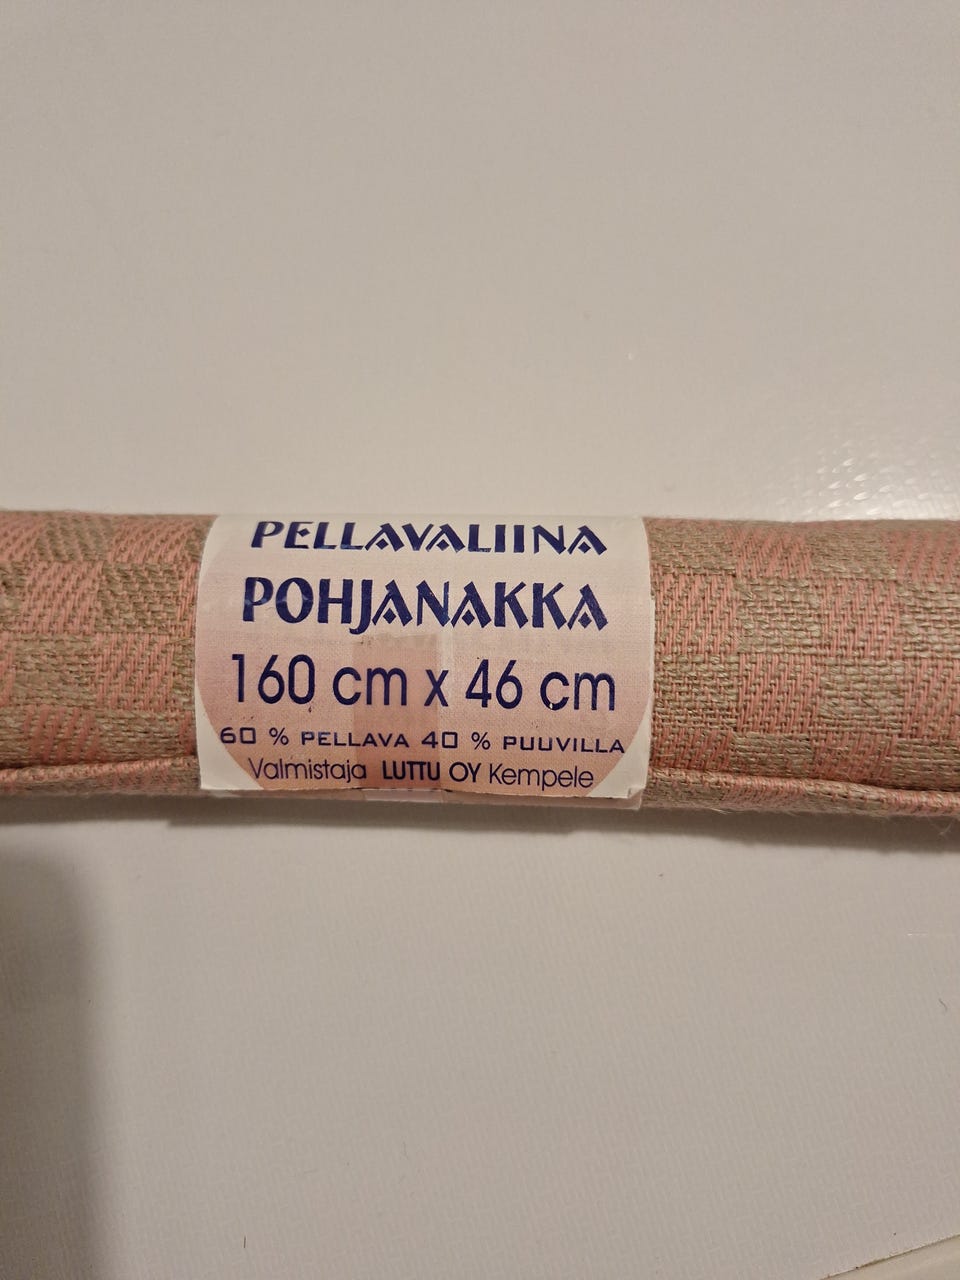 PELLAVALIINA
POHJANAKKA
160 cm x 46 cm
60 % PELLAVA 40 % PUUVILLA
Valmistaja LUTTU OY Kempele